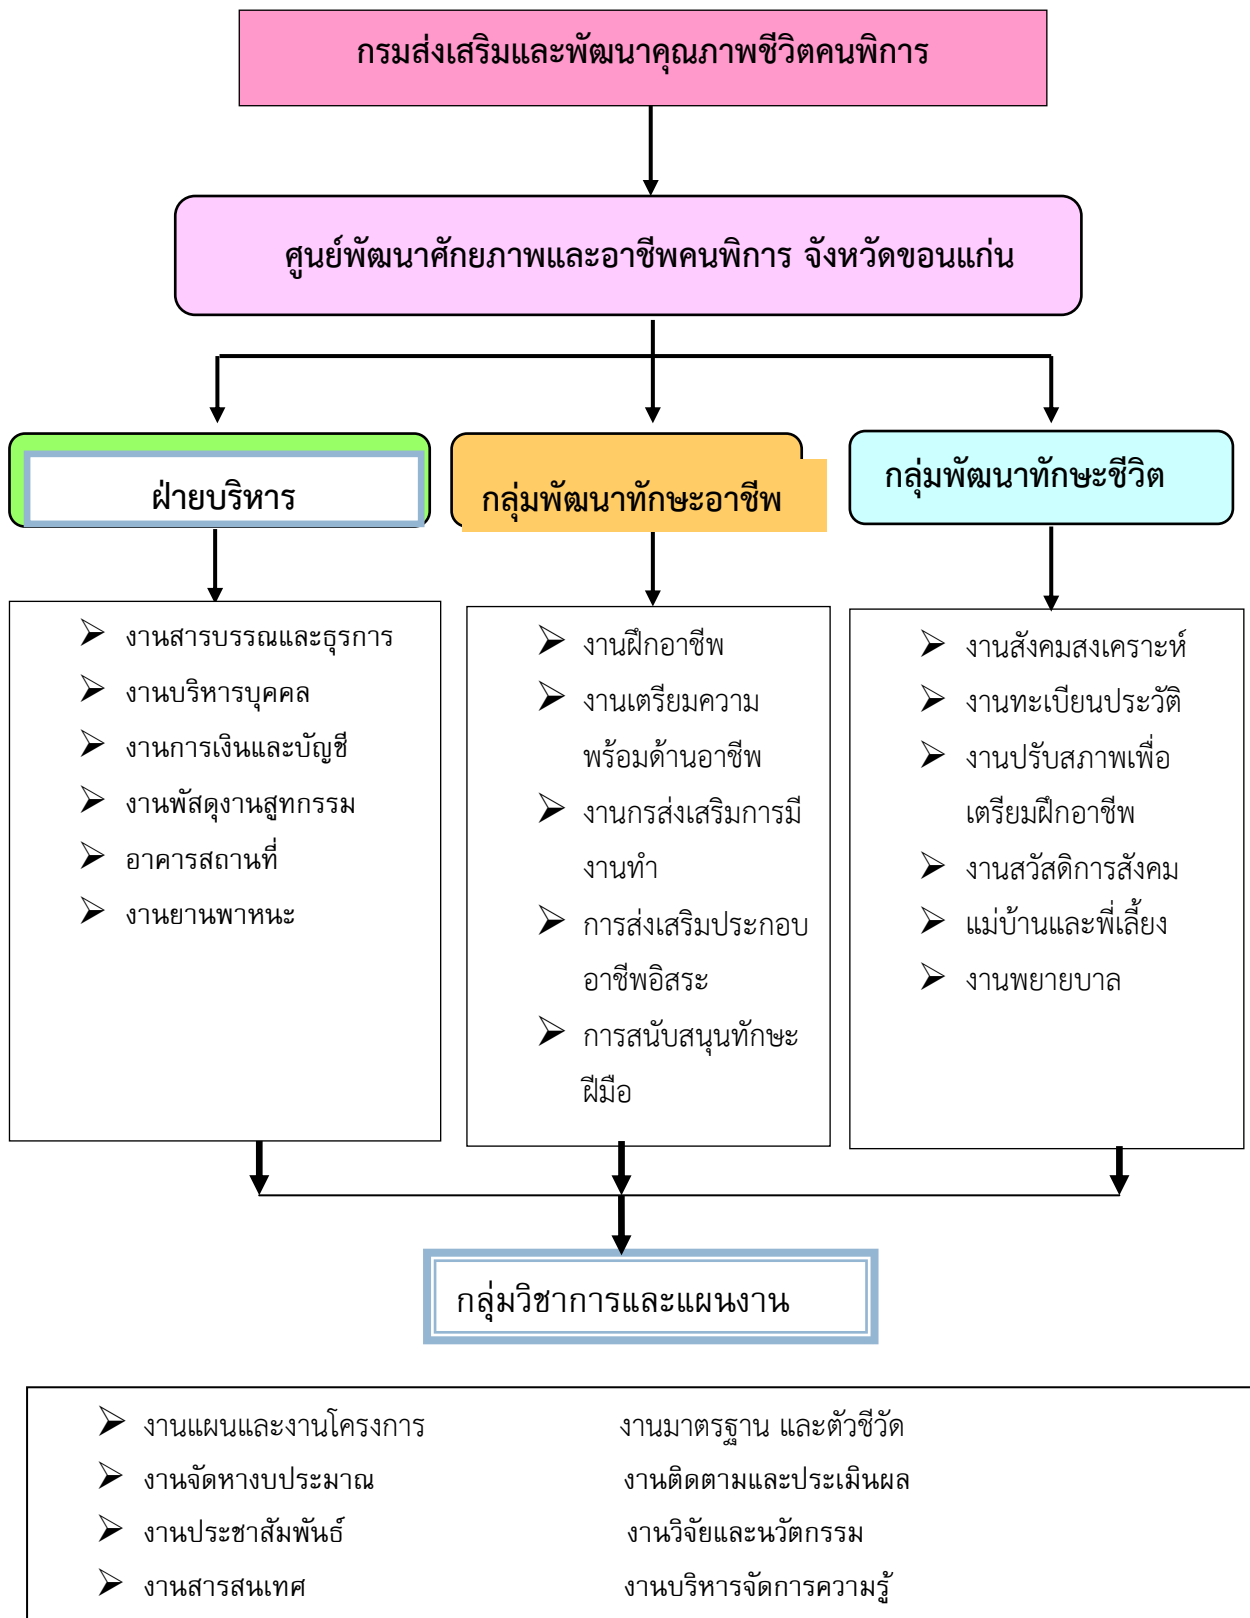 กรมส่งเสริมและพัฒนาคุณภาพชีวิตคนพิการ
ศูนย์พัฒนาศักยภาพและอาชีพคนพิการ จังหวัดขอนแก่น
ฝ่ายบริหาร
กลุ่มพัฒนาทักษะอาชีพ
กลุ่มพัฒนาทักษะชีวิต
งานสารบรรณและธุรการ
งานบริหารบุคคล
งานการเงินและบัญชี
งานพัสดุงานสูทกรรม
อาคารสถานที่
งานยานพาหนะ
งานฝึกอาชีพ
งานเตรียมความ
พร้อมด้านอาชีพ
งานกรส่งเสริมการมี
งานทำ
การส่งเสริมประกอบ
อาชีพอิสระ
การสนับสนุนทักษะ
ฝีมือ
งานสังคมสงเคราะห์
งานทะเบียนประวัติ
งานปรับสภาพเพื่อ
เตรียมฝึกอาชีพ
งานสวัสดิการสังคม
แม่บ้านและพี่เลี้ยง
งานพยายบาล
กลุ่มวิชาการและแผนงาน
งานแผนและงานโครงการ งานมาตรฐาน และตัวชีวัด
งานจัดหางบประมาณ งานติดตามและประเมินผล
งานประชาสัมพันธ์ งานวิจัยและนวัตกรรม
งานสารสนเทศ งานบริหารจัดการความรู้